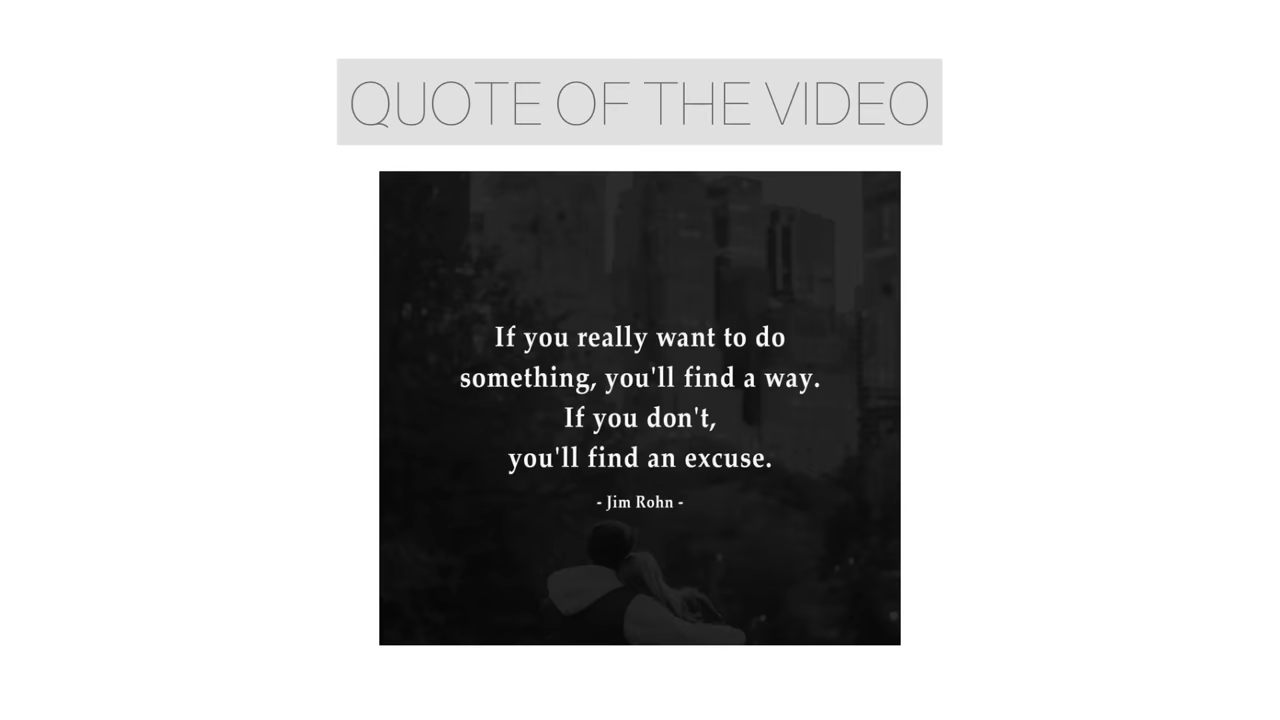 QUOTE OF THE VIDEO
If you really want to do
something, you'll find a way.
If you don't,
you'll find an excuse.
- Jim Rohn -